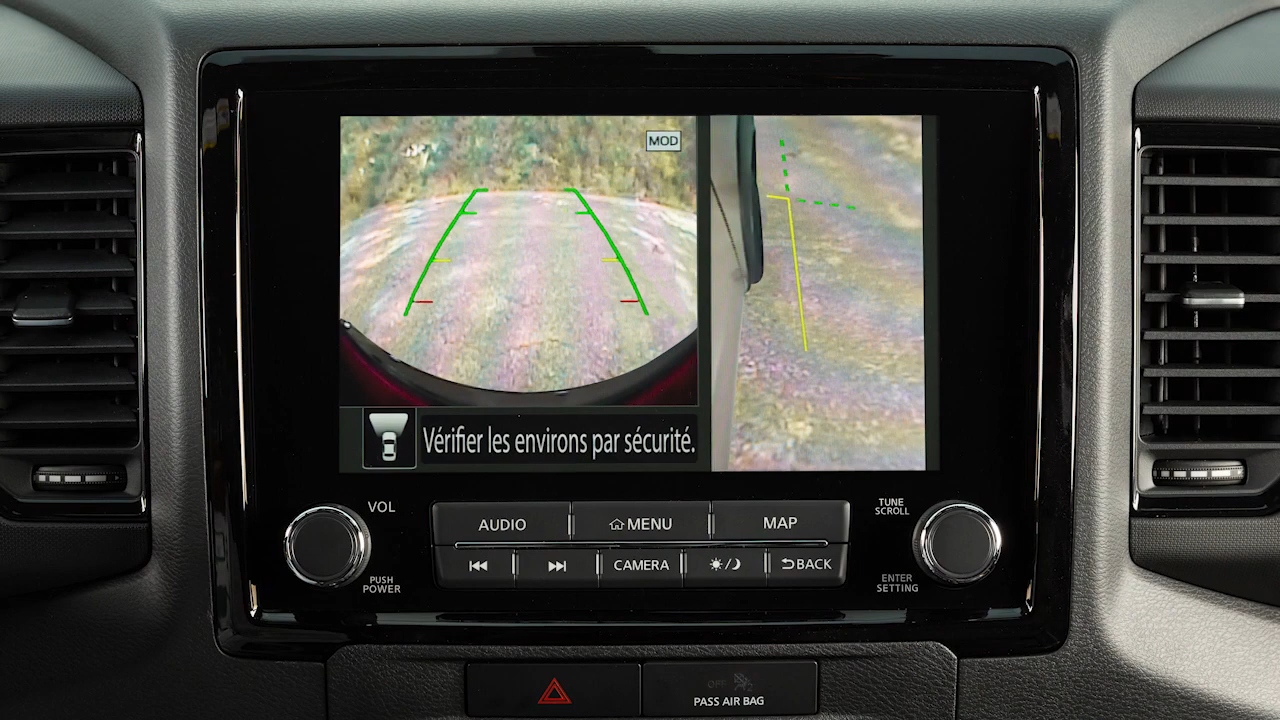 MOD
Vérifier les environs par sécurité.
VOL
PUSH
POWER
AUDIO
MENU
MAP
CAMERA
BACK
TUNE
SCROLL
ENTER
SETTING
OFF
PASS AIR BAG